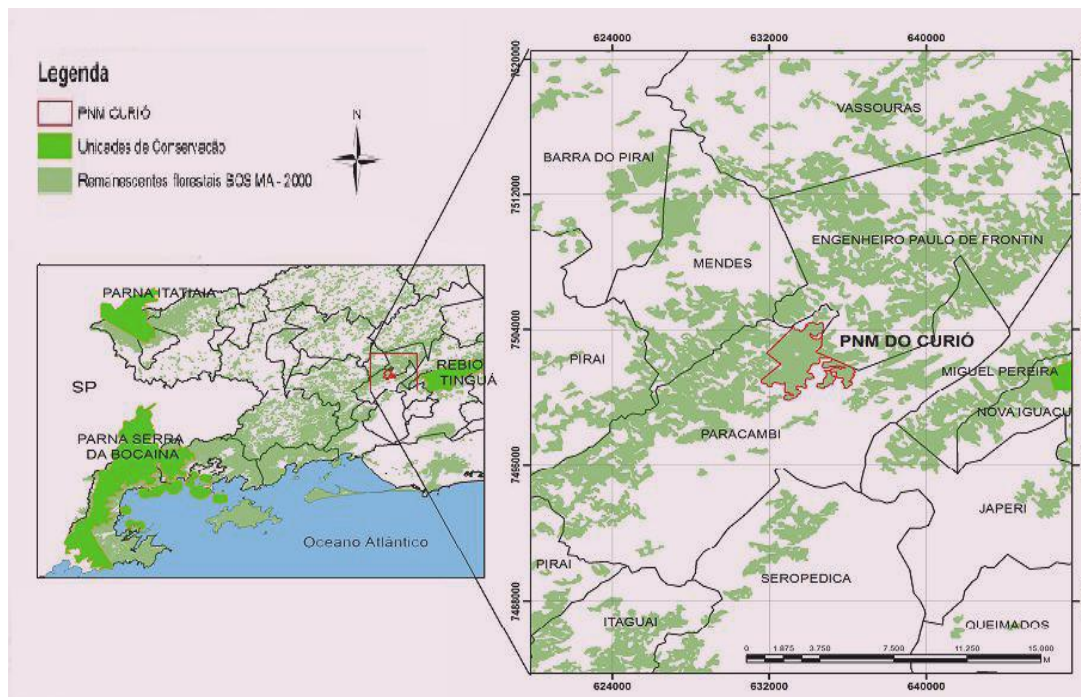 Legenda
PNM CURIÓ
Unicades de Conservação
Remanescentes florestais SOS MA - 2000
N
PARNA ITATIAIA
SP
REBIO
TINGUÁ
PARNA SERRA
DA BOCAINA
Oceano Atlântico
624000 632000 640000
7520000
7512000
7504000
7496000
7488000
VASSOURAS
BARRA DO PIRAI
ENGENHEIRO PAULO DE FRONTIN
MENDES
PNM DO CURIÓ
PIRAI
MIGUEL PEREIRA
NOVA IGUACU
PARACAMBI
JAPERI
PIRAI
SEROPEDICA
ITAGUAI
QUEIMADOS
0 1.875 3.750 7.500 11.250 15.000
M
624000 632000 640000